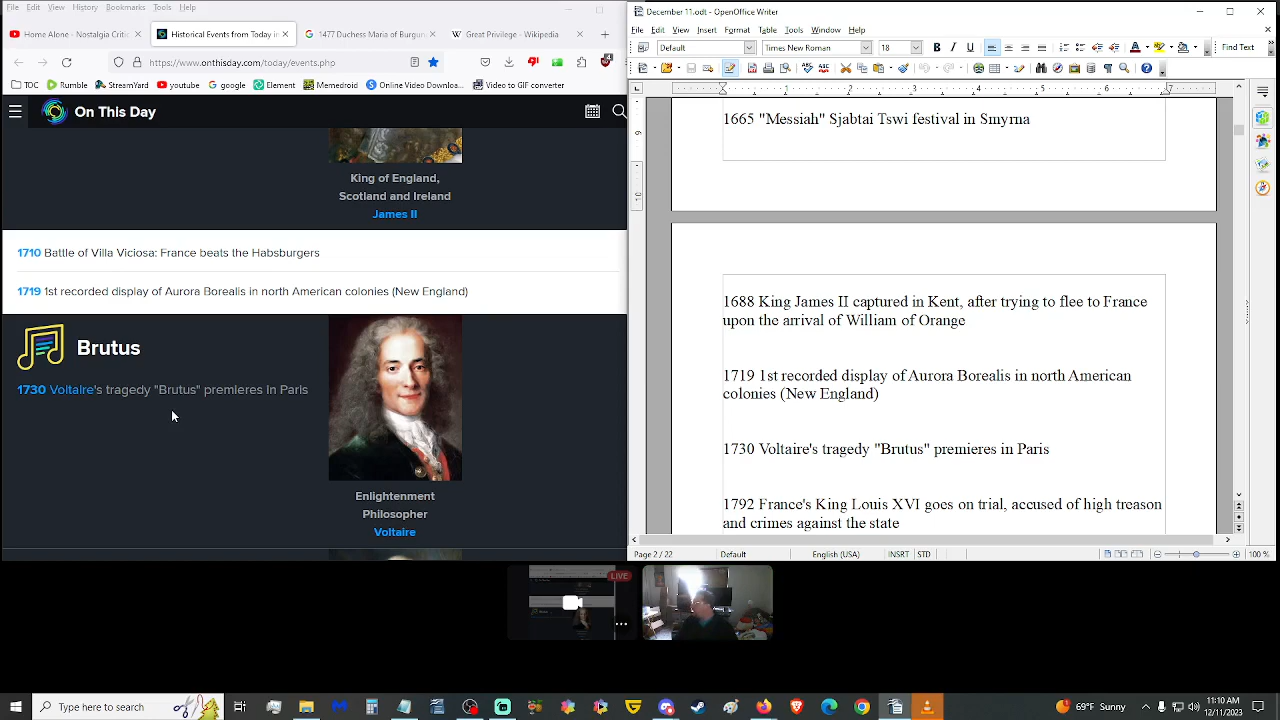 File Edit View History Bookmarks Tools Help
Home Alone - Nostalgia Critic
Historical Events from Today in
1477 Duchess Maria of Burgun
Great Privilege - Wikipedia
https://www.onthisday.com/today/events.php
TDC Rumble StreamYard youtube google Element Memedroid Online Video Downloa... Video to GIF converter
On This Day
King of England,
Scotland and Ireland
James II
1710 Battle of Villa Viciosa: France beats the Habsburgers
1719 1st recorded display of Aurora Borealis in north American colonies (New England)
Brutus
1730 Voltaire's tragedy "Brutus" premieres in Paris
Enlightenment
Philosopher
Voltaire
December 11.odt - OpenOffice Writer
File Edit View Insert Format Table Tools Window Help
Default Times New Roman 18 Find Text
1 2 3 4 5 6 7
1665 "Messiah" Sjabtai Tswi festival in Smyrna
1688 King James II captured in Kent, after trying to flee to France
upon the arrival of William of Orange
1719 1st recorded display of Aurora Borealis in north American
colonies (New England)
1730 Voltaire's tragedy "Brutus" premieres in Paris
1792 France's King Louis XVI goes on trial, accused of high treason
and crimes against the state
Page 2 / 22 Default English (USA) INSRT STD 100 %
LIVE
Type here to search
69°F Sunny
11:10 AM
12/11/2023